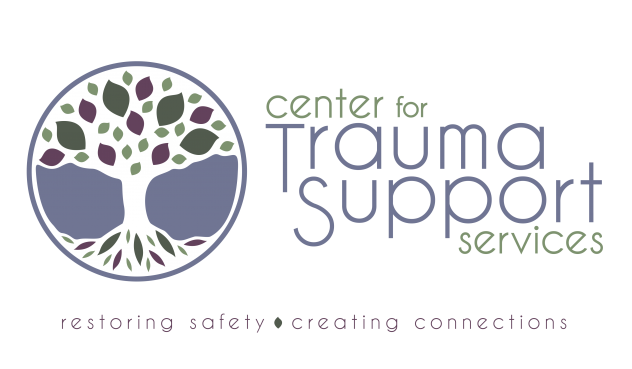 center for
Trauma
Support
services
restoring safety creating connections